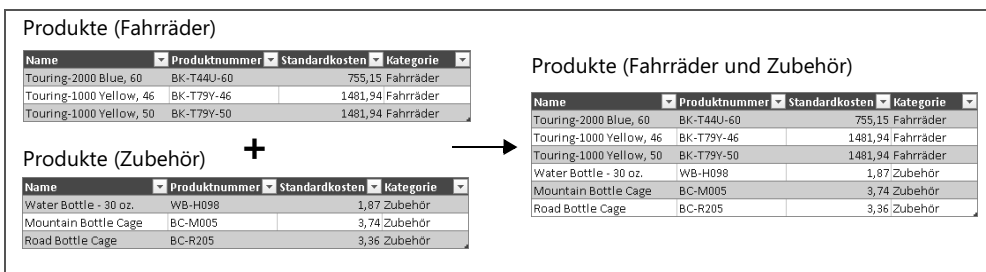 Produkte (Fahrräder)
Name Produktnummer Standardkosten Kategorie
Touring-2000 Blue, 60 BK-T44U-60 755,15 Fahrräder
Touring-1000 Yellow, 46 BK-T79Y-46 1481,94 Fahrräder
Touring-1000 Yellow, 50 BK-T79Y-50 1481,94 Fahrräder
+
Produkte (Zubehör)
Name Produktnummer Standardkosten Kategorie
Water Bottle - 30 oz. WB-H098 1,87 Zubehör
Mountain Bottle Cage BC-M005 3,74 Zubehör
Road Bottle Cage BC-R205 3,36 Zubehör
Produkte (Fahrräder und Zubehör)
Name Produktnummer Standardkosten Kategorie
Touring-2000 Blue, 60 BK-T44U-60 755,15 Fahrräder
Touring-1000 Yellow, 46 BK-T79Y-46 1481,94 Fahrräder
Touring-1000 Yellow, 50 BK-T79Y-50 1481,94 Fahrräder
Water Bottle - 30 oz. WB-H098 1,87 Zubehör
Mountain Bottle Cage BC-M005 3,74 Zubehör
Road Bottle Cage BC-R205 3,36 Zubehör